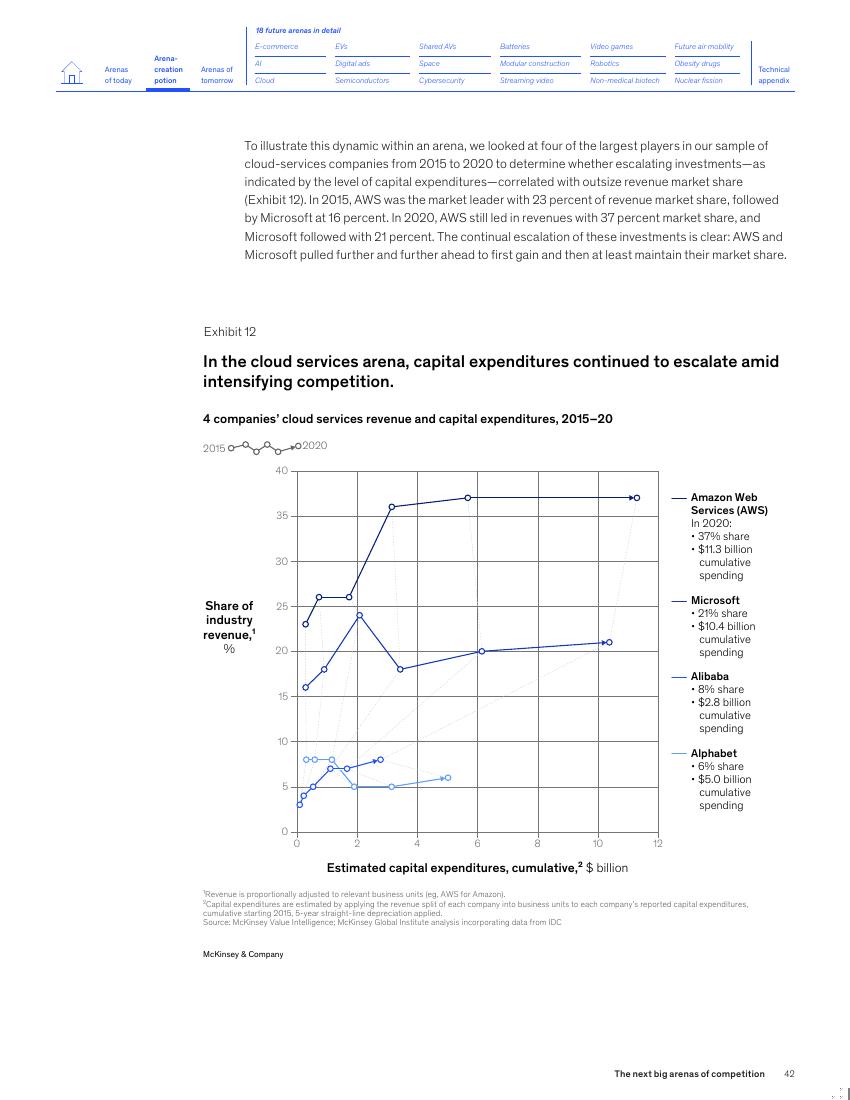 18 future arenas in detail
Arenas of today
Arena-creation potion
Arenas of tomorrow
E-commerce
AI
Cloud
EVs
Digital ads
Semiconductors
Shared AVs
Space
Cybersecurity
Batteries
Modular construction
Streaming video
Video games
Robotics
Non-medical biotech
Future air mobility
Obesity drugs
Nuclear fission
Technical appendix
To illustrate this dynamic within an arena, we looked at four of the largest players in our sample of
cloud-services companies from 2015 to 2020 to determine whether escalating investments—as
indicated by the level of capital expenditures—correlated with outsize revenue market share
(Exhibit 12). In 2015, AWS was the market leader with 23 percent of revenue market share, followed
by Microsoft at 16 percent. In 2020, AWS still led in revenues with 37 percent market share, and
Microsoft followed with 21 percent. The continual escalation of these investments is clear: AWS and
Microsoft pulled further and further ahead to first gain and then at least maintain their market share.
Exhibit 12
In the cloud services arena, capital expenditures continued to escalate amid
intensifying competition.
4 companies' cloud services revenue and capital expenditures, 2015–20
2015 2020
Share of
industry
revenue,¹
%
40
35
30
25
20
15
10
5
0
0 2 4 6 8 10 12
Estimated capital expenditures, cumulative,² $ billion
Amazon Web
Services (AWS)
In 2020:
• 37% share
• $11.3 billion
cumulative
spending
Microsoft
• 21% share
• $10.4 billion
cumulative
spending
Alibaba
• 8% share
• $2.8 billion
cumulative
spending
Alphabet
• 6% share
• $5.0 billion
cumulative
spending
¹Revenue is proportionally adjusted to relevant business units (eg, AWS for Amazon).
²Capital expenditures are estimated by applying the revenue split of each company into business units to each company's reported capital expenditures,
cumulative starting 2015, 5-year straight-line depreciation applied.
Source: McKinsey Value Intelligence; McKinsey Global Institute analysis incorporating data from IDC
McKinsey & Company
The next big arenas of competition 42